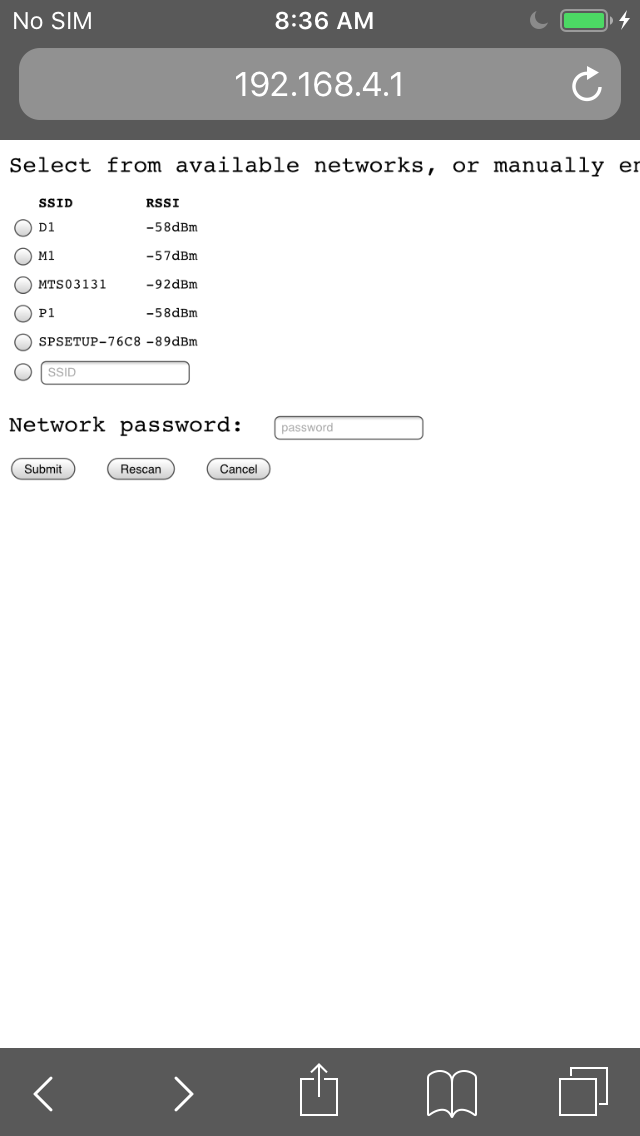 No SIM 8:36 AM
192.168.4.1
Select from available networks, or manually en
SSID RSSI
D1 -58dBm
M1 -57dBm
MTS03131 -92dBm
P1 -58dBm
SPSETUP-76C8 -89dBm
SSID
Network password: password
Submit Rescan Cancel